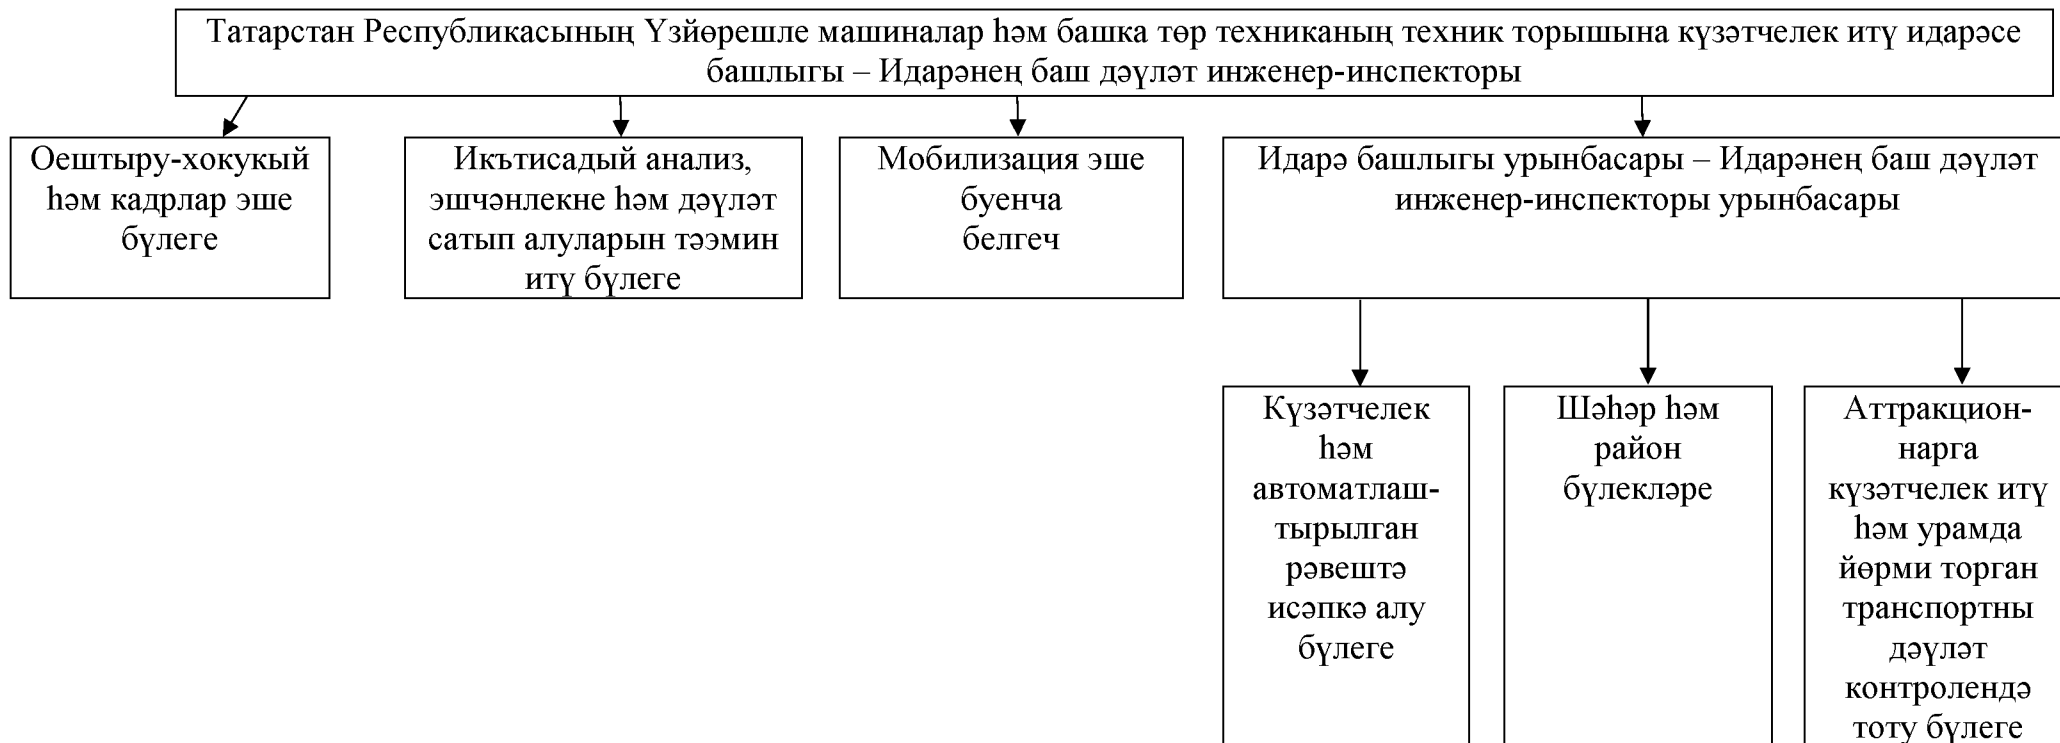 Татарстан Республикасының Үзйөрешле машиналар һәм башка төр техниканың техник торышына күзәтчелек итү идарәсе
башлыгы – Идарәнең баш дәүләт инженер-инспекторы
Оештыру-хокукый
һәм кадрлар эше
бүлеге
Икътисадый анализ,
эшчәнлекне һәм дәүләт
сатып алуларын тәэмин
итү бүлеге
Мобилизация эше
буенча
белгеч
Идарә башлыгы урынбасары – Идарәнең баш дәүләт
инженер-инспекторы урынбасары
Күзәтчелек
һәм
автоматлаш-
тырылган
рәвештә
исәпкә алу
бүлеге
Шәһәр һәм
район
бүлекләре
Аттракцион-
нарга
күзәтчелек итү
һәм урамда
йөрми торган
транспортны
дәүләт
контролендә
тоту бүлеге